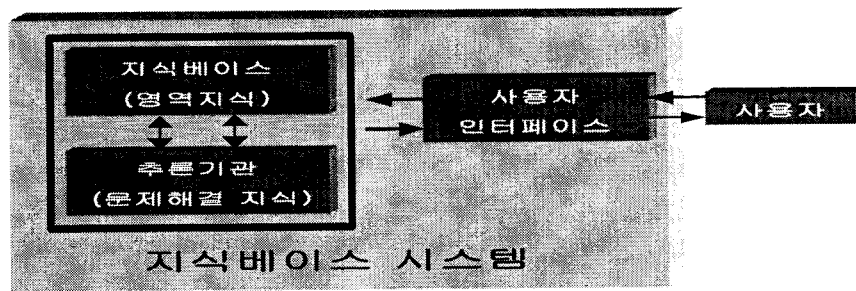 지식베이스
(영역지식)
추론기관
(문제해결 지식)
사용자
인터페이스
사용자
지식베이스 시스템